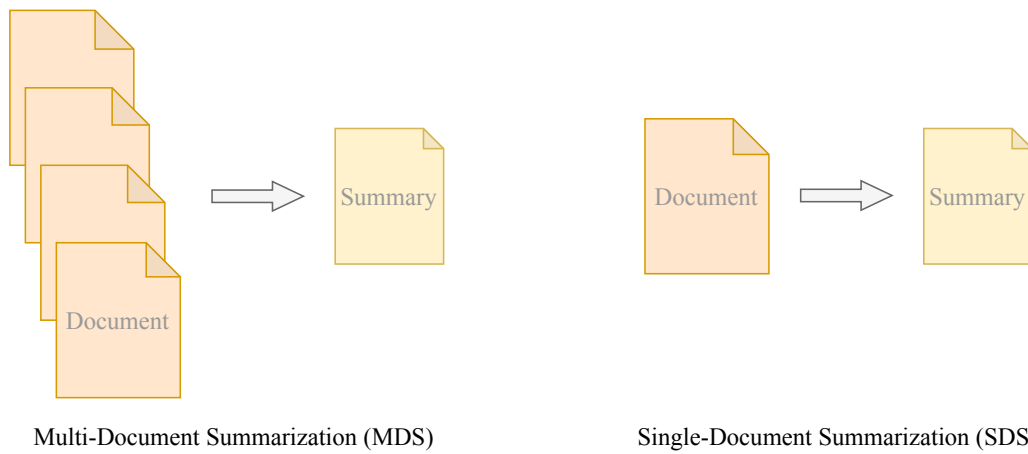 Summary
Document
Summary
Document
Multi-Document Summarization (MDS)
Single-Document Summarization (SDS